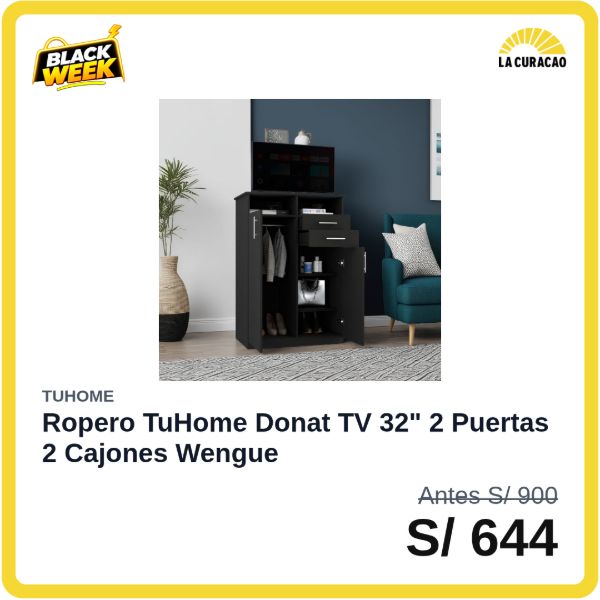 BLACK
WEEK
LA CURACAO
TUHOME
Ropero TuHome Donat TV 32" 2 Puertas
2 Cajones Wengue
Antes S/ 900
S/ 644